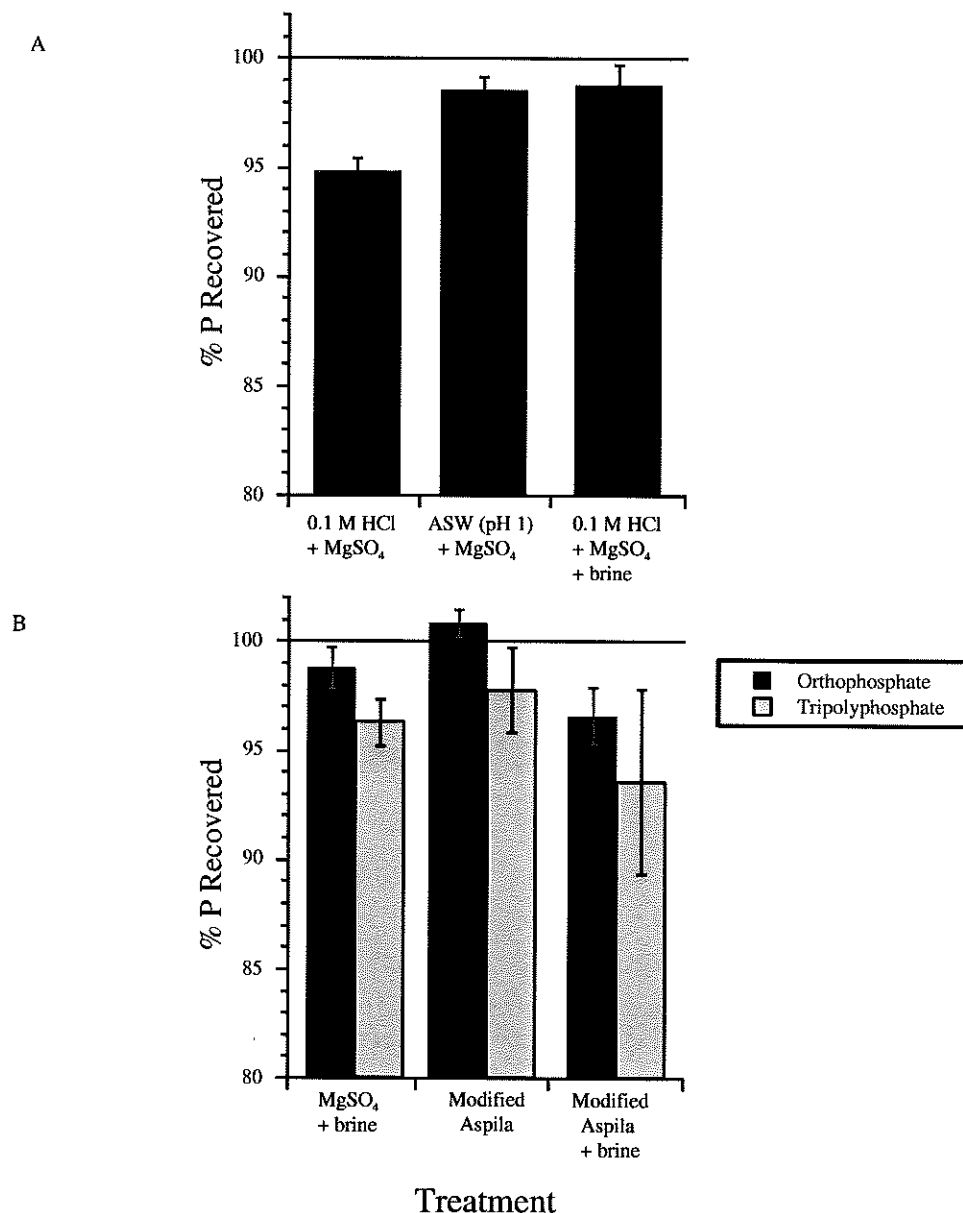 A
% P Recovered
100
95
90
85
80
0.1 M HCl
+ MgSO₄
ASW (pH 1)
+ MgSO₄
0.1 M HCl
+ MgSO₄
+ brine
B
% P Recovered
100
95
90
85
80
Orthophosphate
Tripolyphosphate
MgSO₄
+ brine
Modified
Aspila
Modified
Aspila
+ brine
Treatment